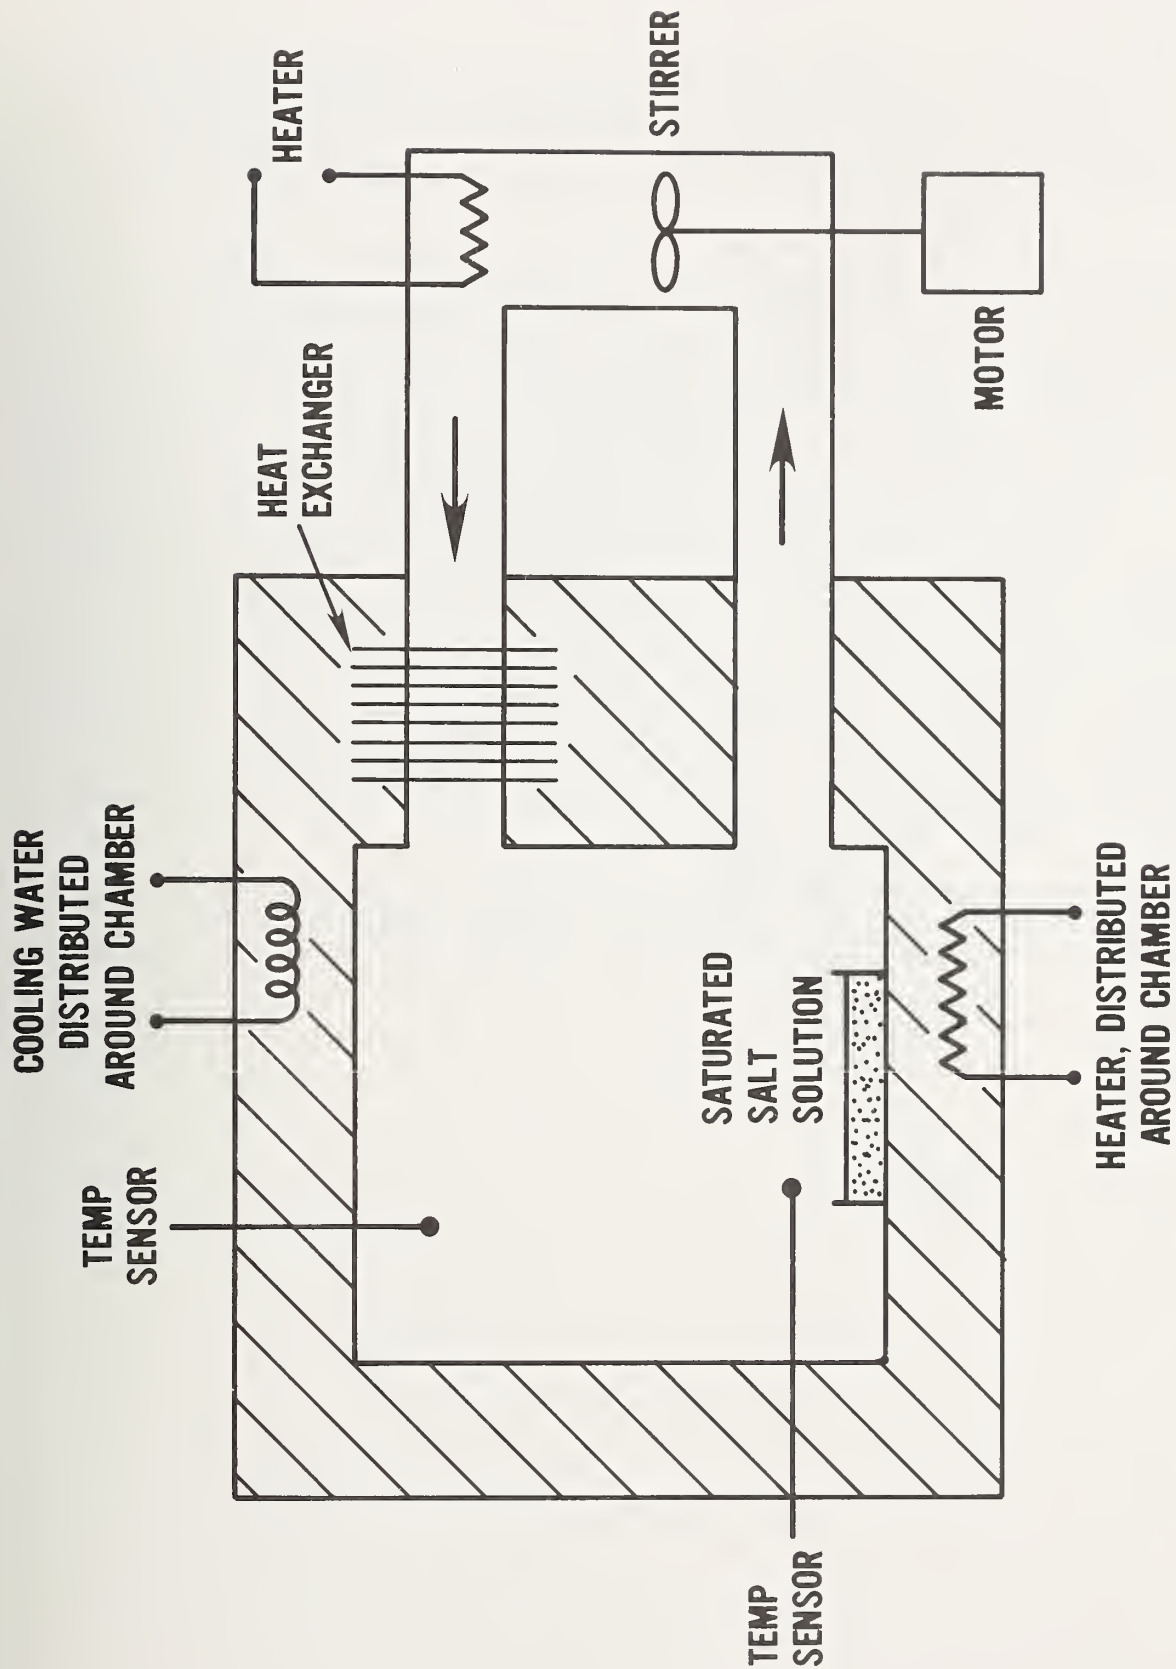 COOLING WATER
DISTRIBUTED
AROUND CHAMBER
TEMP
SENSOR
HEAT
EXCHANGER
HEATER
STIRRER
SATURATED
SALT
SOLUTION
TEMP
SENSOR
MOTOR
HEATER, DISTRIBUTED
AROUND CHAMBER